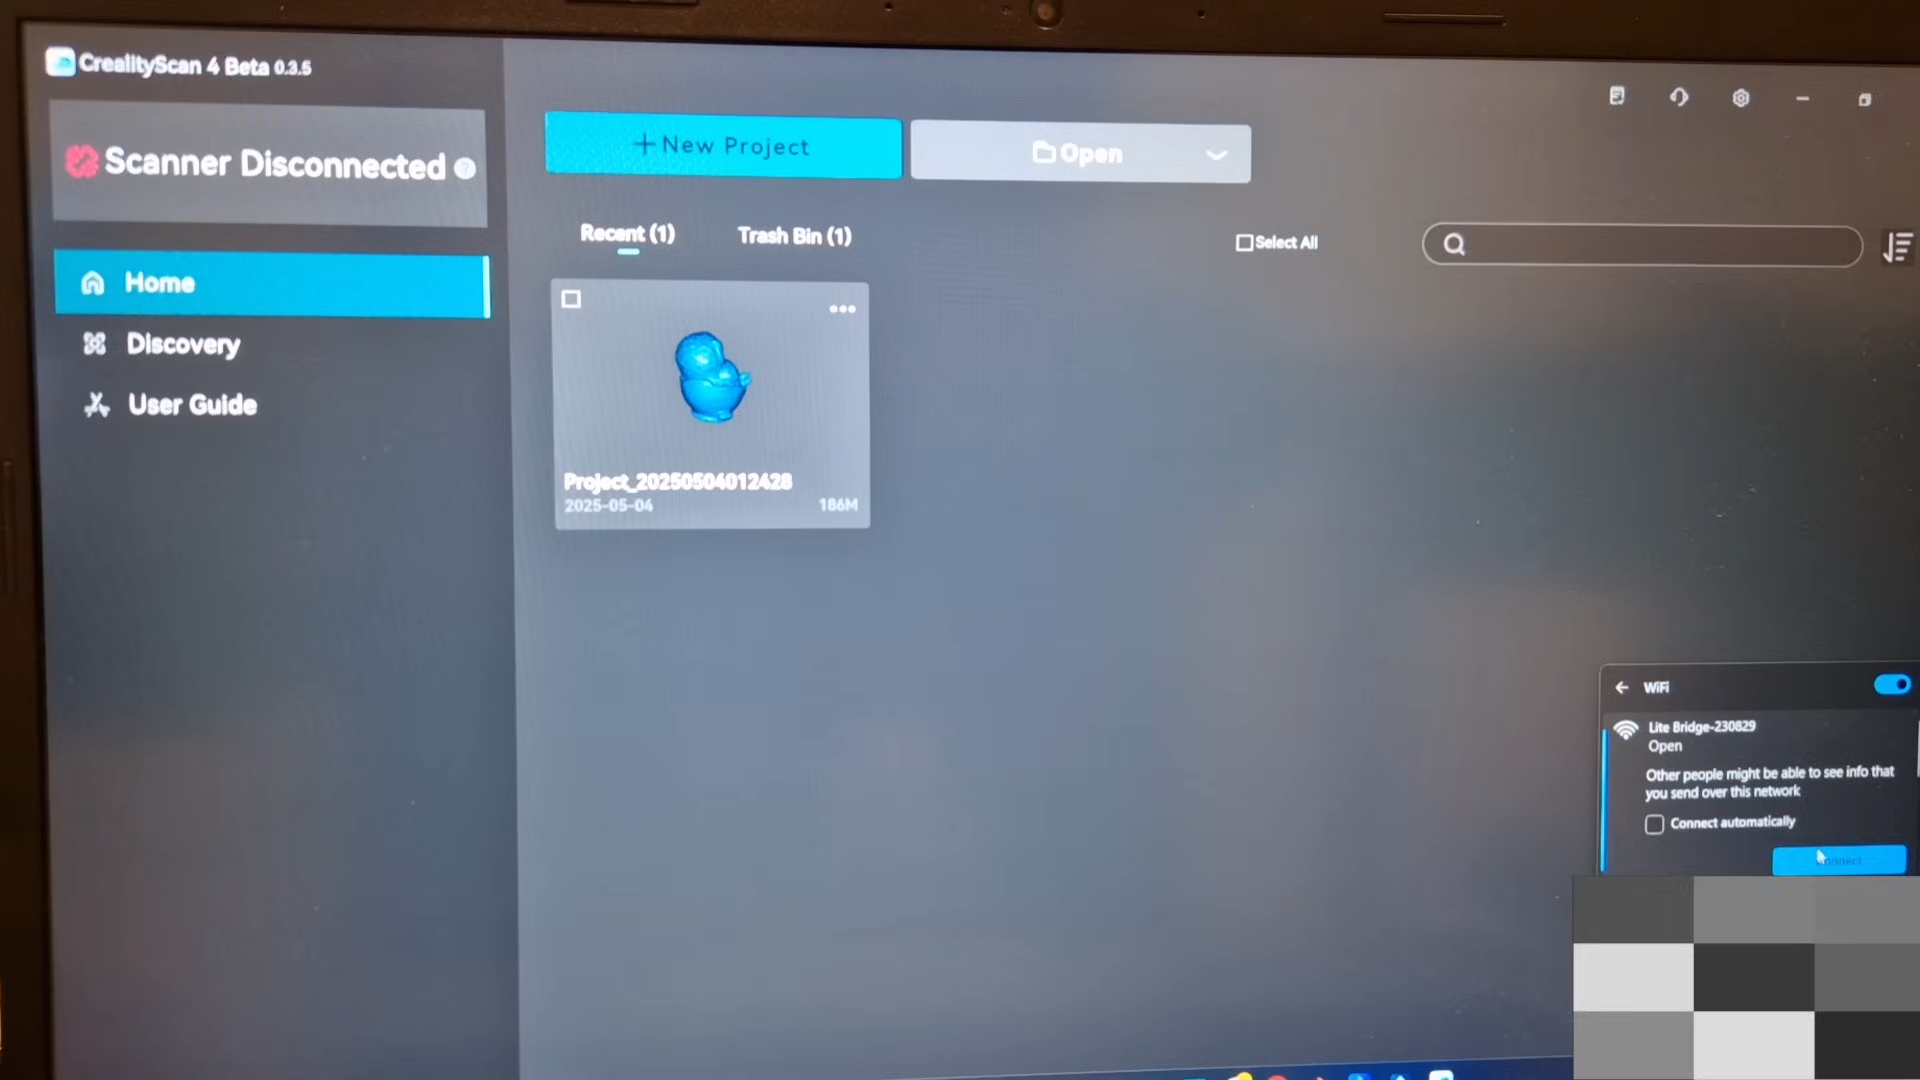 CrealityScan 4 Beta 0.3.5
Scanner Disconnected
Home
Discovery
User Guide
+New Project
Open
Recent (1)
Trash Bin (1)
Select All
Project_20250504012428
2025-05-04
186M
WiFi
Lite Bridge-230829
Open
Other people might be able to see info that
you send over this network
Connect automatically
Connect